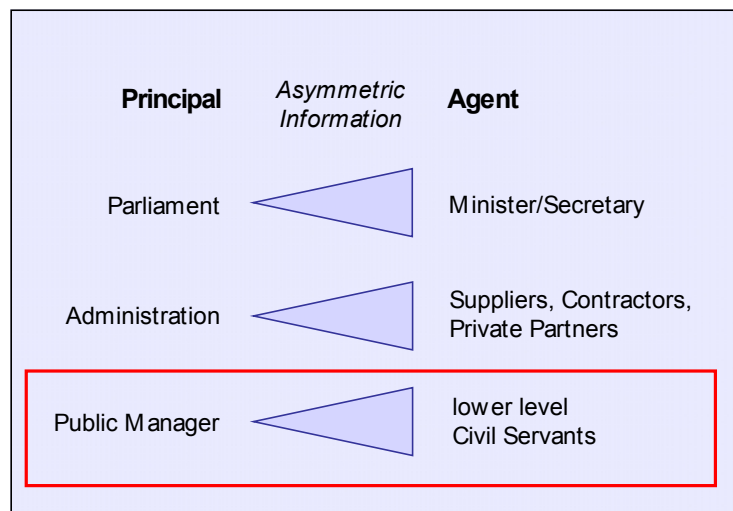 Principal
Asymmetric
Information
Agent
Parliament
Minister/Secretary
Administration
Suppliers, Contractors,
Private Partners
Public Manager
lower level
Civil Servants